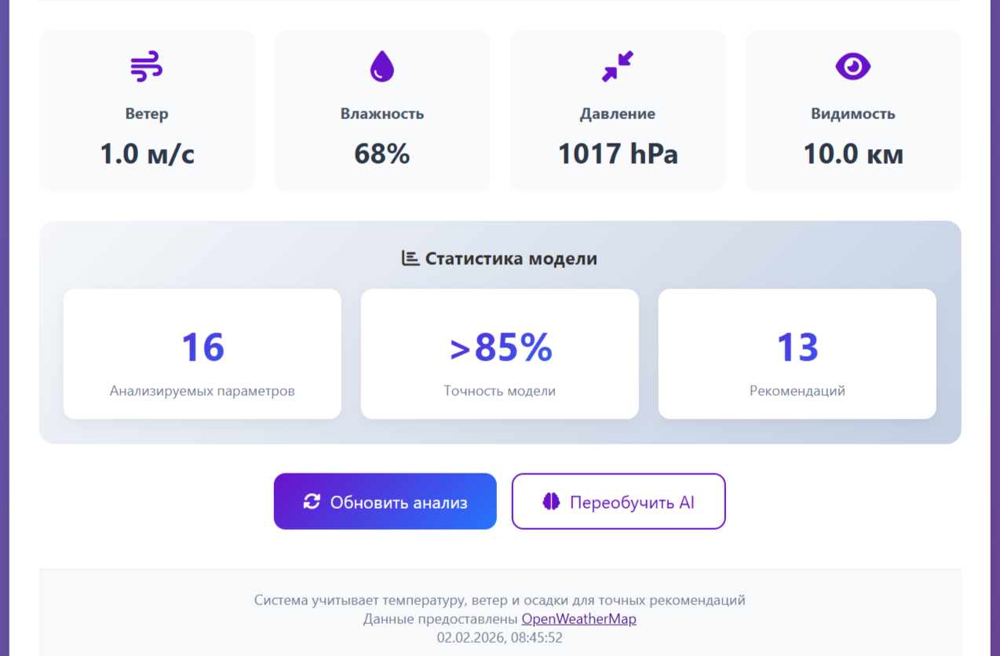 Ветер
Влажность
Давление
Видимость
1.0 м/с
68%
1017 hPa
10.0 км
Статистика модели
16
>85%
13
Анализируемых параметров
Точность модели
Рекомендаций
Обновить анализ
Переобучить AI
Система учитывает температуру, ветер и осадки для точных рекомендаций
Данные предоставлены OpenWeatherMap
02.02.2026, 08:45:52